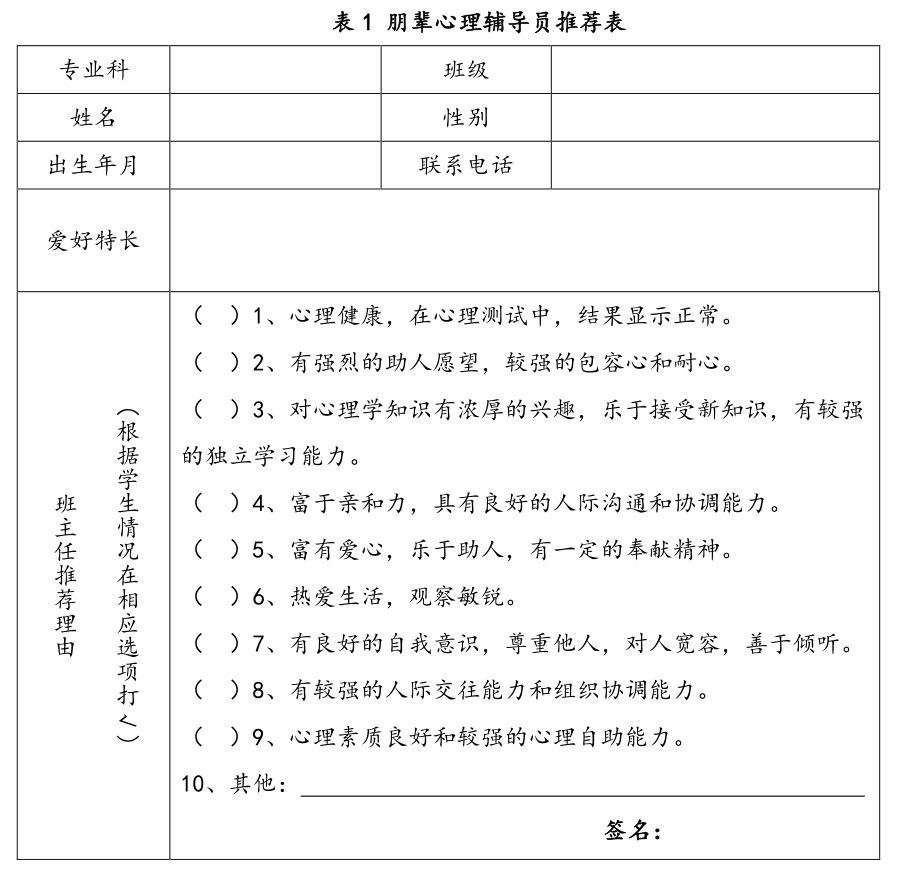 表1 朋辈心理辅导员推荐表
专业科 班级
姓名 性别
出生年月 联系电话
爱好特长
班主任推荐理由
（根据学生情况在相应选项打√）
（ ）1、心理健康，在心理测试中，结果显示正常。
（ ）2、有强烈的助人愿望，较强的包容心和耐心。
（ ）3、对心理学知识有浓厚的兴趣，乐于接受新知识，有较强
的独立学习能力。
（ ）4、富于亲和力，具有良好的人际沟通和协调能力。
（ ）5、富有爱心，乐于助人，有一定的奉献精神。
（ ）6、热爱生活，观察敏锐。
（ ）7、有良好的自我意识，尊重他人，对人宽容，善于倾听。
（ ）8、有较强的人际交往能力和组织协调能力。
（ ）9、心理素质良好和较强的心理自助能力。
10、其他：
签名：